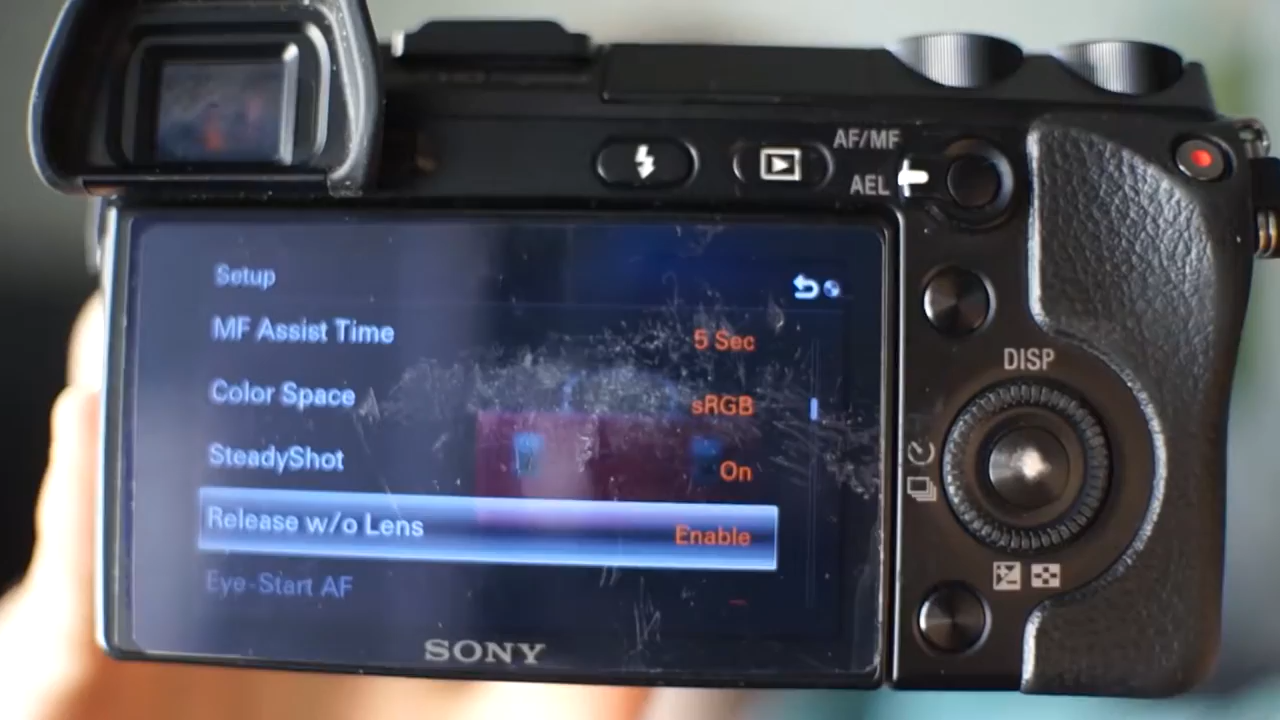 AF/MF
AEL
Setup
MF Assist Time 5 Sec
Color Space sRGB
SteadyShot On
Release w/o Lens Enable
Eye-Start AF --
DISP
SONY